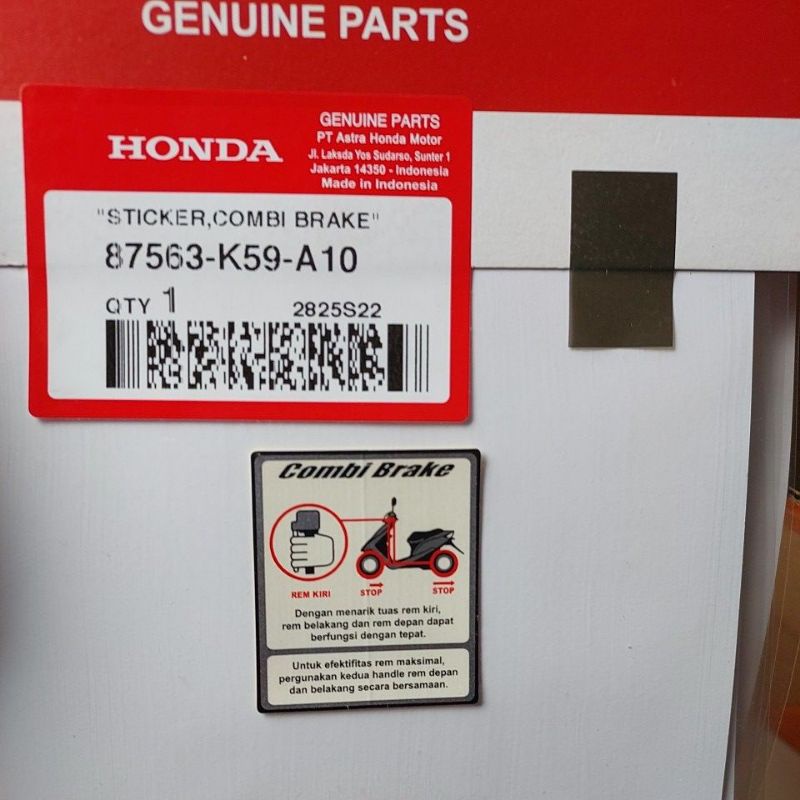 GENUINE PARTS
HONDA
GENUINE PARTS
PT Astra Honda Motor
Jl. Laksda Yos Sudarso, Sunter 1
Jakarta 14350 - Indonesia
Made in Indonesia
"STICKER,COMBI BRAKE"
87563-K59-A10
QTY 1 2825S22
Combi Brake
REM KIRI STOP STOP
Dengan menarik tuas rem kiri,
rem belakang dan rem depan dapat
berfungsi dengan tepat.
Untuk efektifitas rem maksimal,
pergunakan kedua handle rem depan
dan belakang secara bersamaan.